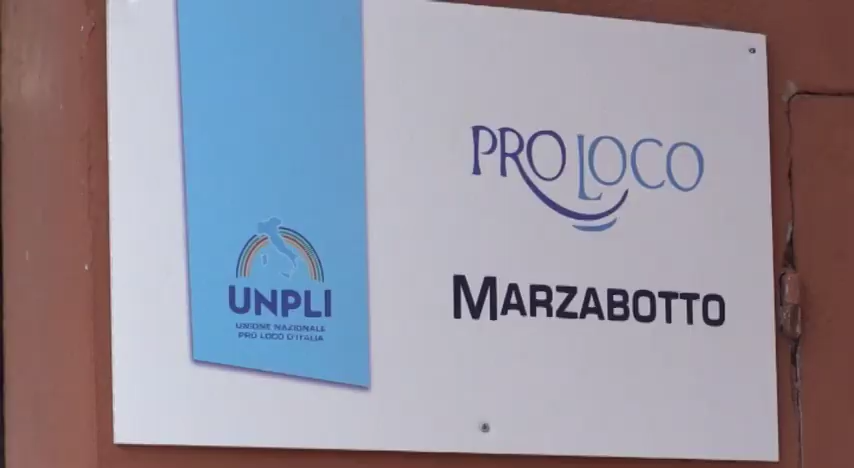 PRO LOCO
MARZABOTTO
UNPLI
UNIONE NAZIONALE
PRO LOCO D'ITALIA